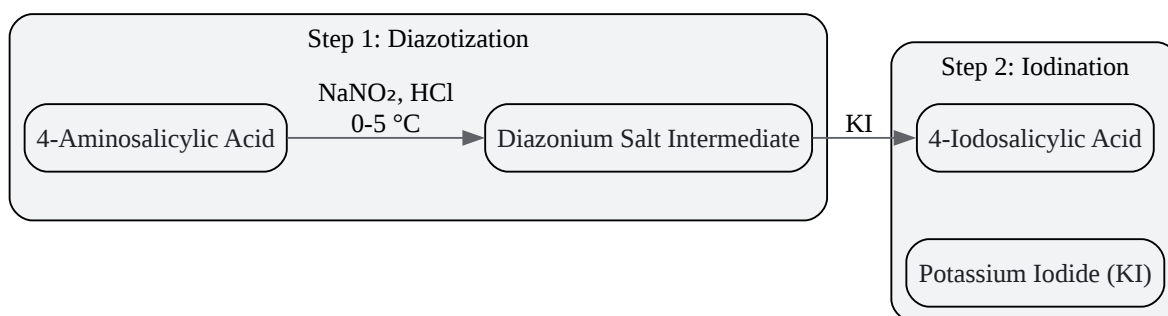 Step 1: Diazotization
4-Aminosalicylic Acid
NaNO₂, HCl
0-5 °C
Diazonium Salt Intermediate
KI
Step 2: Iodination
4-Iodosalicylic Acid
Potassium Iodide (KI)